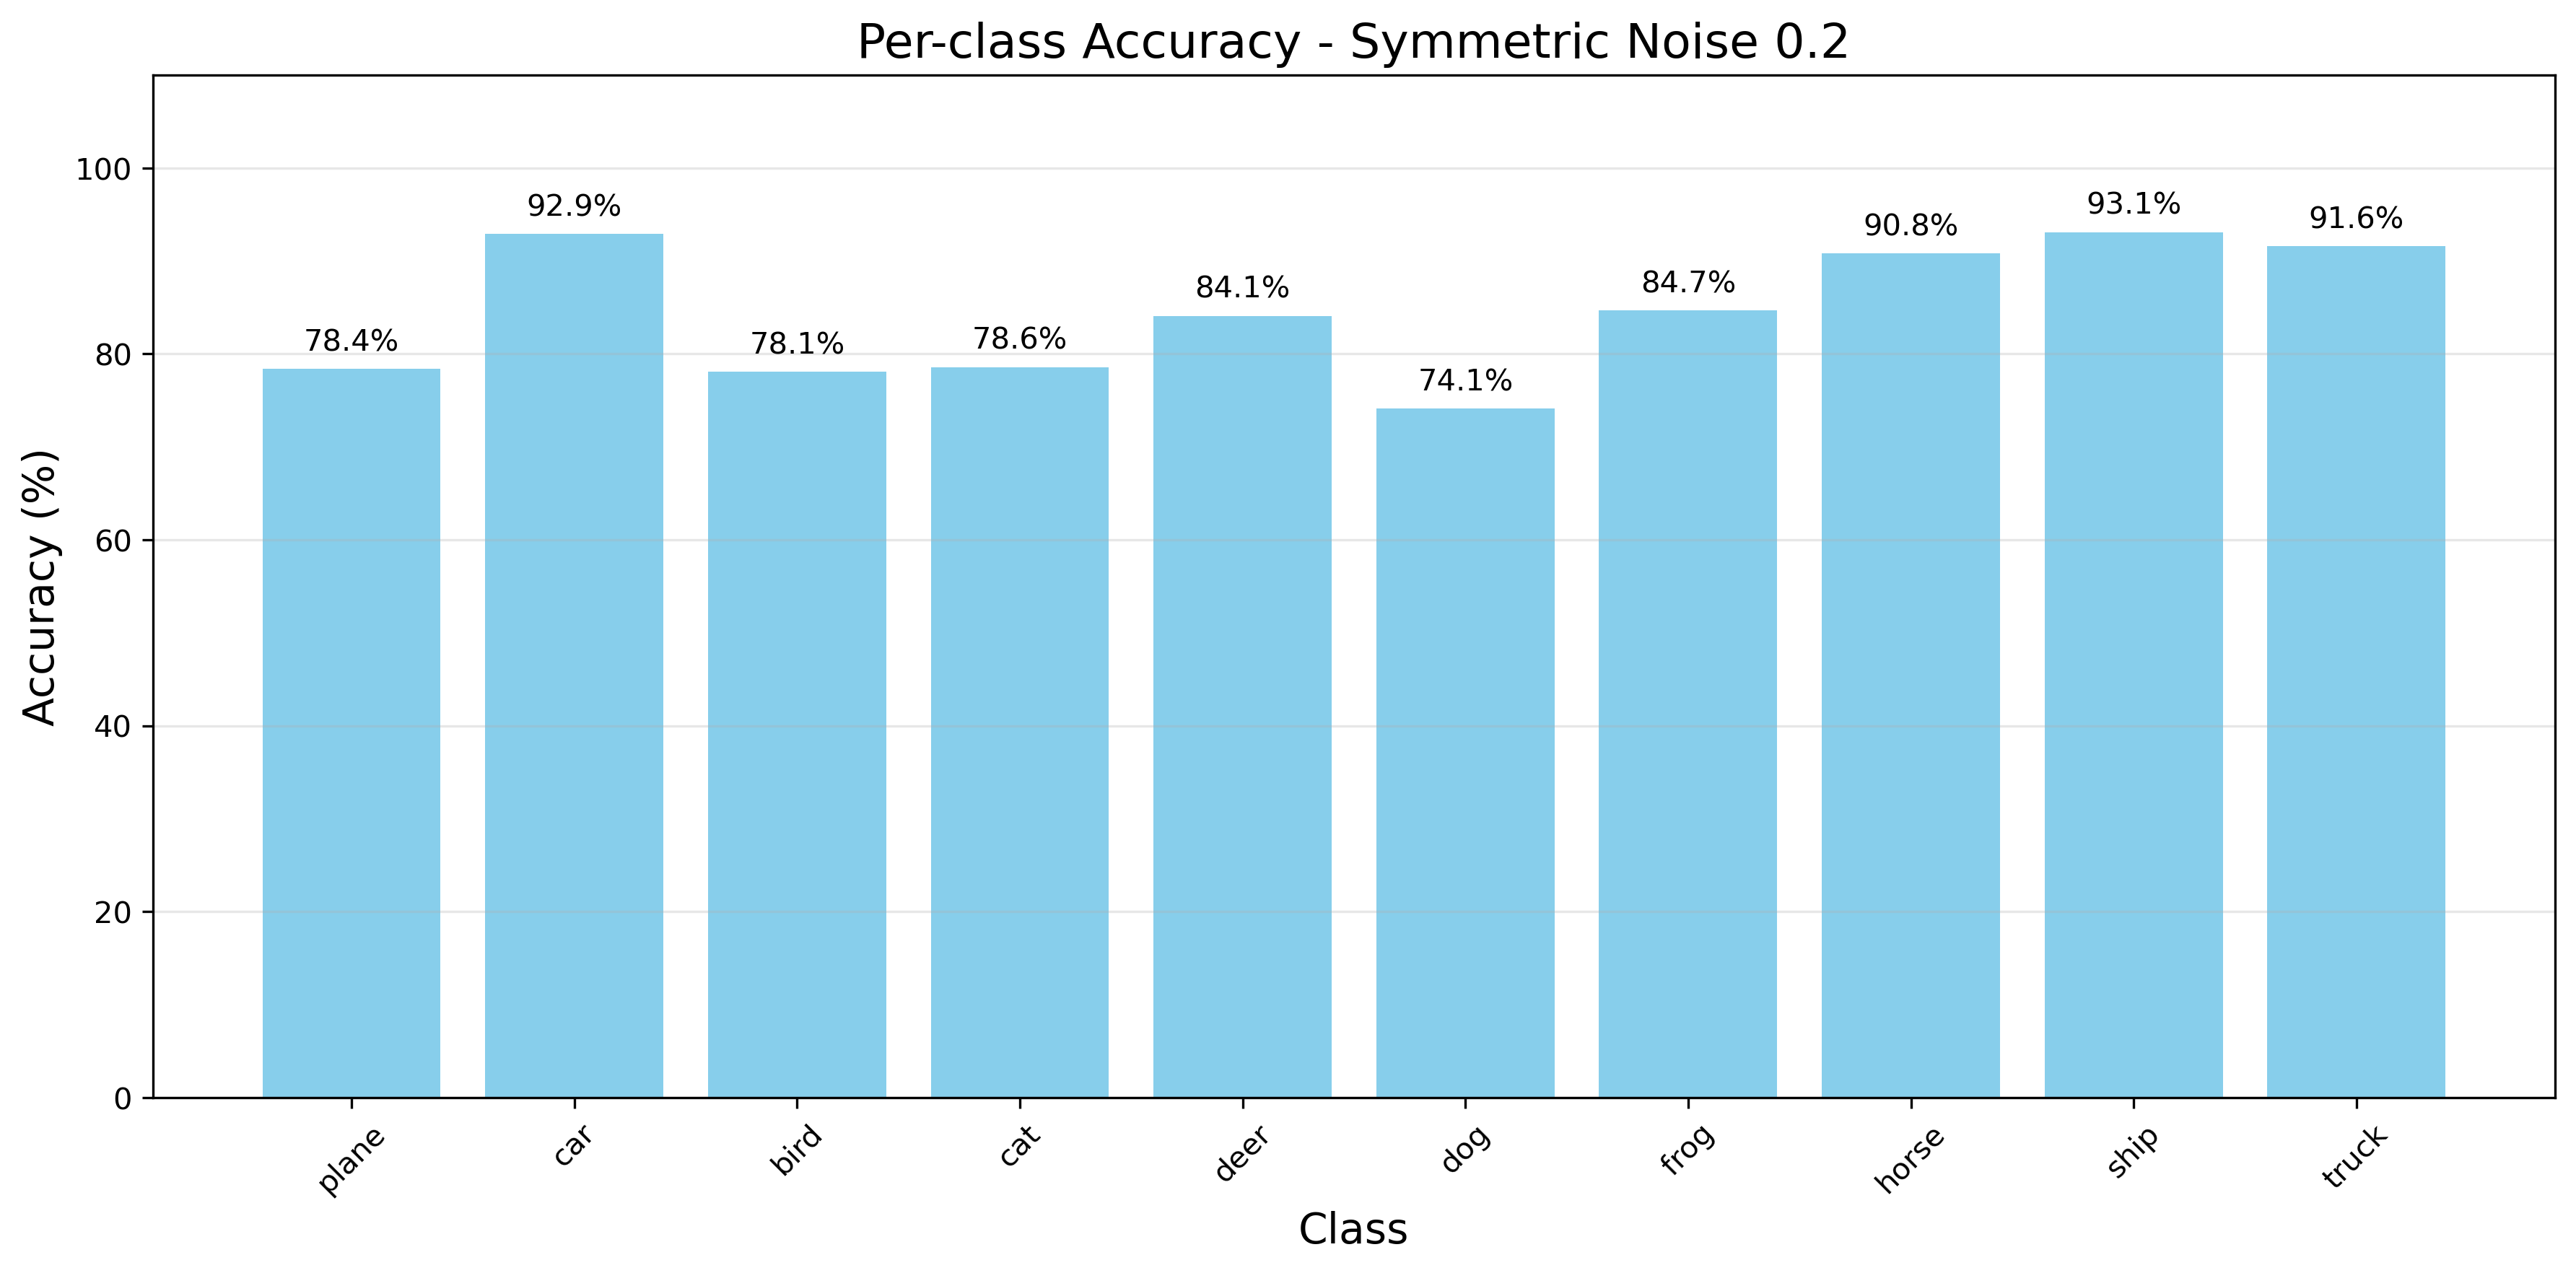 Per-class Accuracy - Symmetric Noise 0.2
Accuracy (%)
100
80
60
40
20
0
78.4%
92.9%
78.1%
78.6%
84.1%
74.1%
84.7%
90.8%
93.1%
91.6%
plane
car
bird
cat
deer
dog
frog
horse
ship
truck
Class